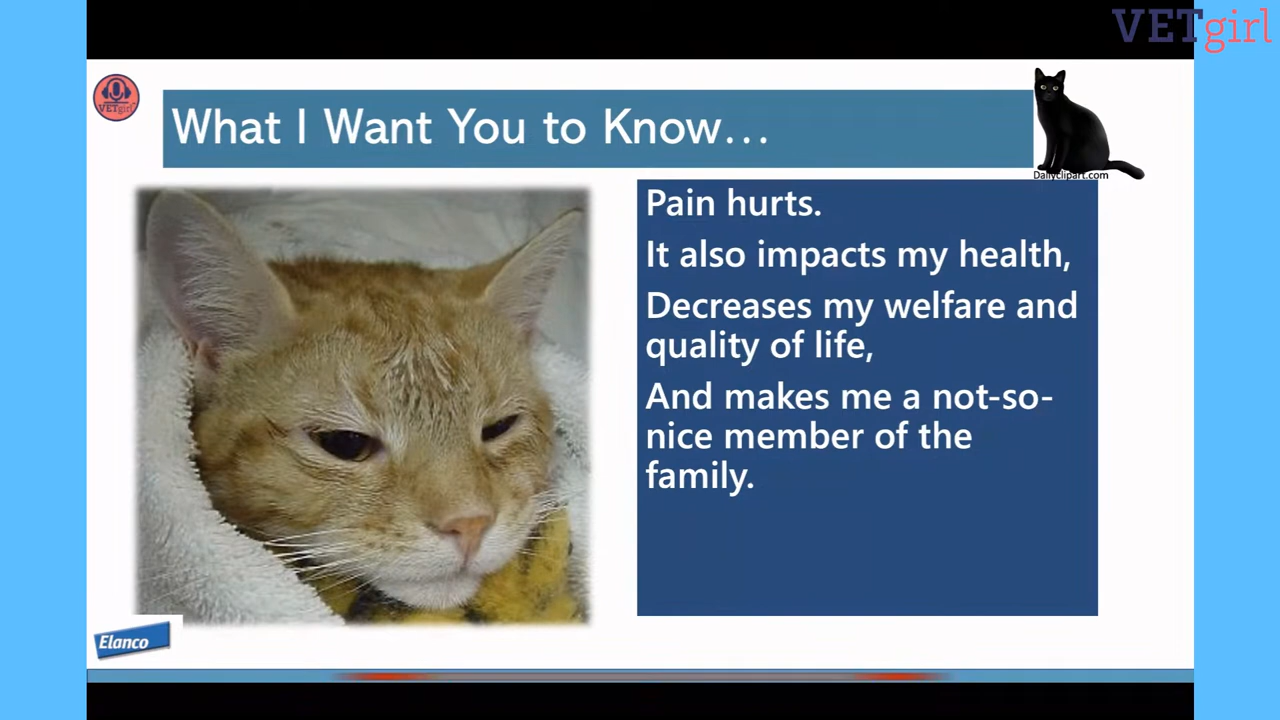 VETgirl
VETgirl
What I Want You to Know...
Dailyclipart.com
Pain hurts.
It also impacts my health,
Decreases my welfare and
quality of life,
And makes me a not-so-
nice member of the
family.
Elanco